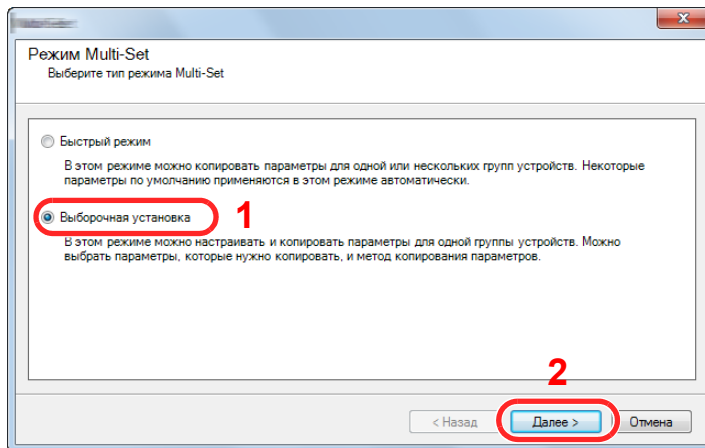 Режим Multi-Set
Выберите тип режима Multi-Set
Быстрый режим
В этом режиме можно копировать параметры для одной или нескольких групп устройств. Некоторые
параметры по умолчанию применяются в этом режиме автоматически.
Выборочная установка 1
В этом режиме можно настраивать и копировать параметры для одной группы устройств. Можно
выбрать параметры, которые нужно копировать, и метод копирования параметров.
2
< Назад Далее > Отмена